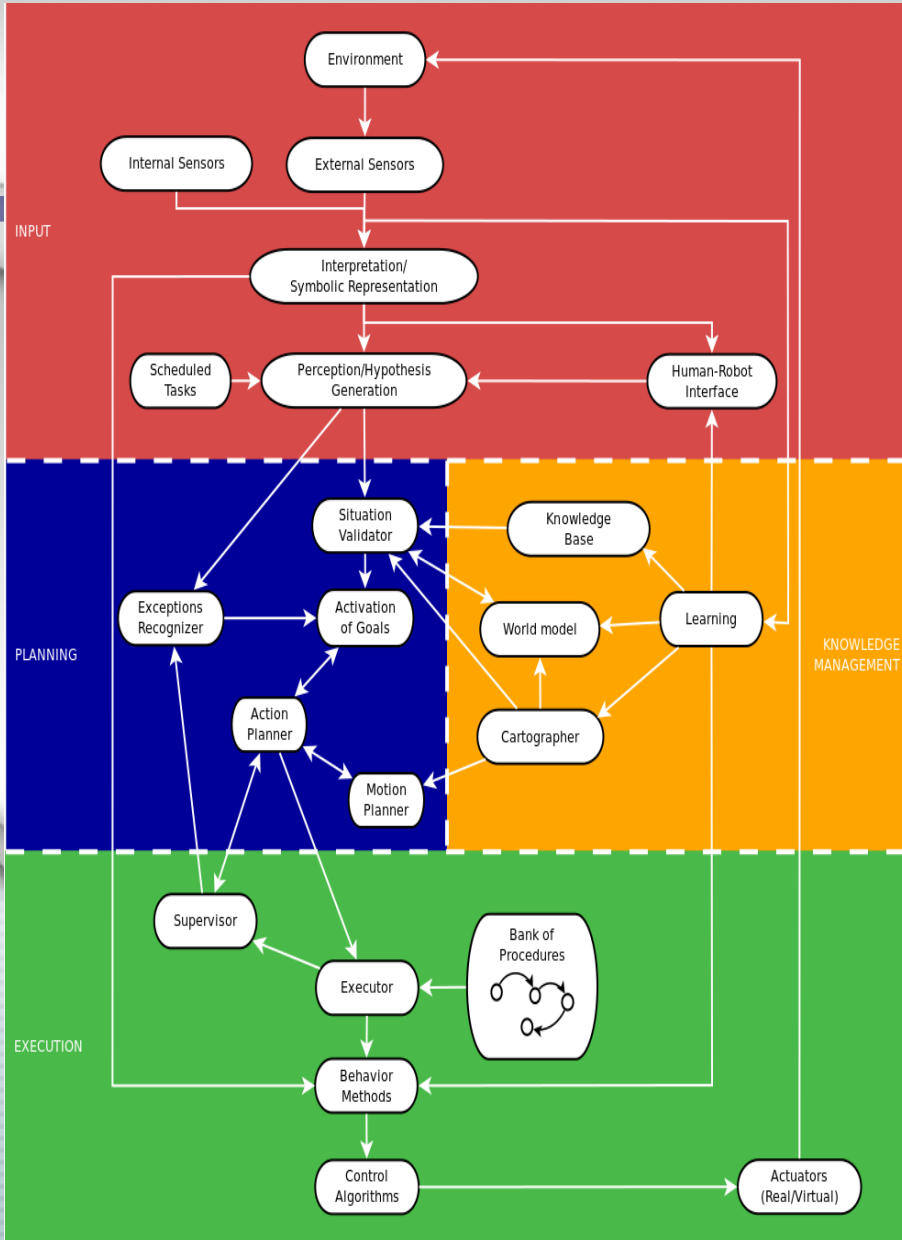 Environment
Internal Sensors
External Sensors
INPUT
Interpretation/
Symbolic Representation
Scheduled
Tasks
Perception/Hypothesis
Generation
Human-Robot
Interface
Situation
Validator
Knowledge
Base
Exceptions
Recognizer
Activation
of Goals
World model
Learning
PLANNING
KNOWLEDGE
MANAGEMENT
Action
Planner
Cartographer
Motion
Planner
Supervisor
Bank of
Procedures
Executor
EXECUTION
Behavior
Methods
Control
Algorithms
Actuators
(Real/Virtual)